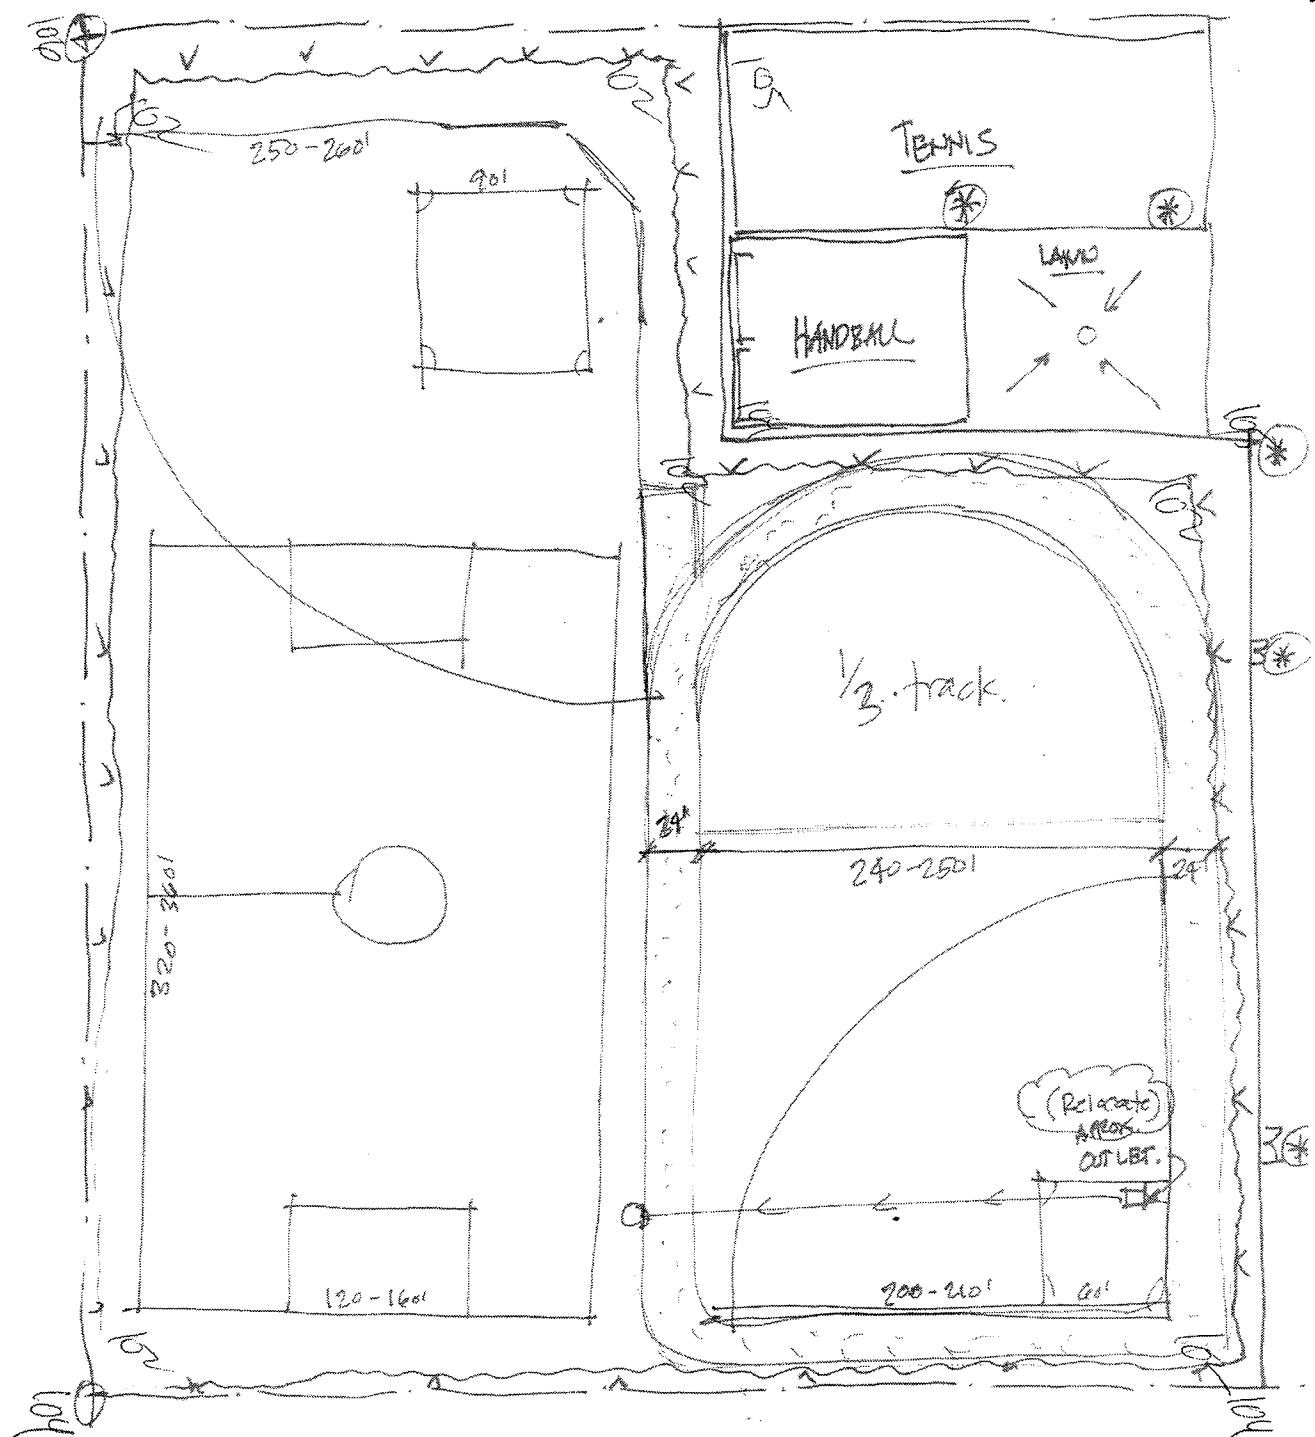 TENNIS
250-260'
90'
LAWN
HANDBALL
1/3 track.
24'
240-250'
24'
320-360'
(Relocate)
APPROX.
OUTLET.
200-210'
60'
120-160'